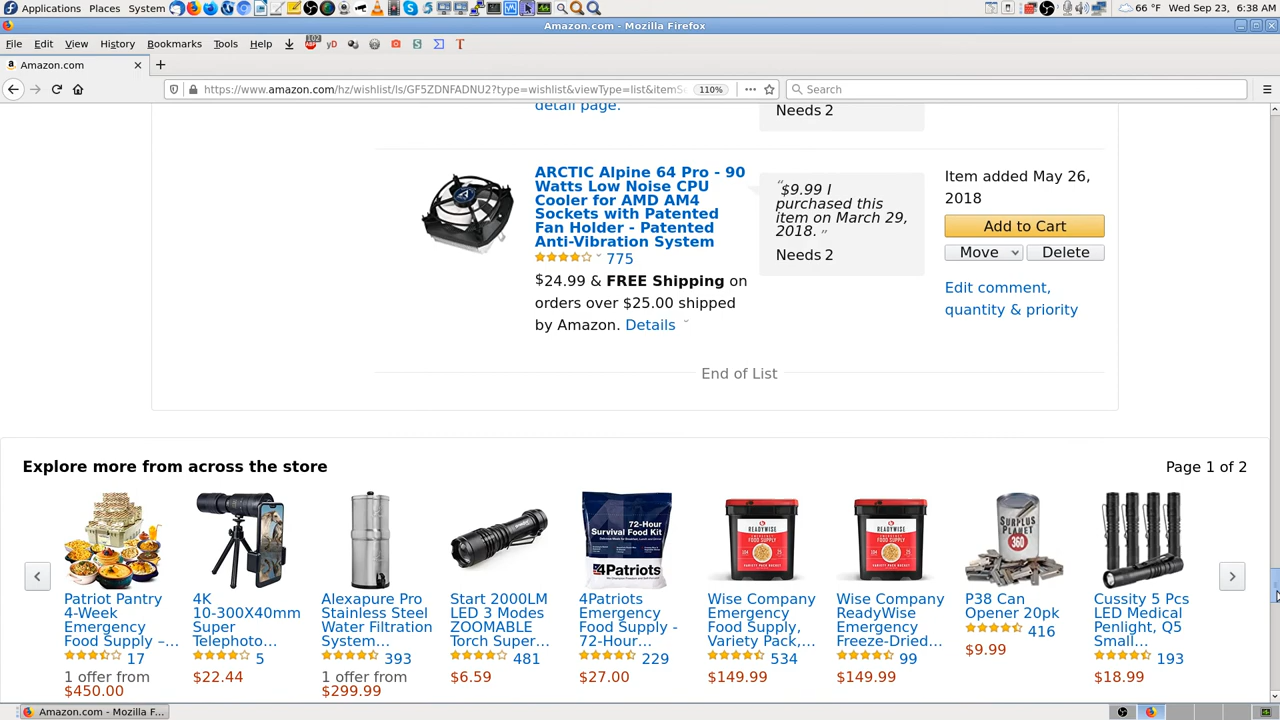 Applications Places System 66 °F Wed Sep 23, 6:38 AM
Amazon.com - Mozilla Firefox
File Edit View History Bookmarks Tools Help
Amazon.com
https://www.amazon.com/hz/wishlist/ls/GF5ZDNFADNU2?type=wishlist&viewType=list&itemS
110%
Search
detail page.
Needs 2
ARCTIC Alpine 64 Pro - 90
Watts Low Noise CPU
Cooler for AMD AM4
Sockets with Patented
Fan Holder - Patented
Anti-Vibration System
775
$24.99 & FREE Shipping on
orders over $25.00 shipped
by Amazon. Details
“$9.99 I
purchased this
item on March 29,
2018. ”
Needs 2
Item added May 26,
2018
Add to Cart
Move Delete
Edit comment,
quantity & priority
End of List
Explore more from across the store
Page 1 of 2
72-Hour
Survival Food Kit
4Patriots
READYWISE
READYWISE
SURPLUS
PLANET
360
Patriot Pantry
4-Week
Emergency
Food Supply –...
17
1 offer from
$450.00
4K
10-300X40mm
Super
Telephoto...
5
$22.44
Alexapure Pro
Stainless Steel
Water Filtration
System...
393
1 offer from
$299.99
Start 2000LM
LED 3 Modes
ZOOMABLE
Torch Super...
481
$6.59
4Patriots
Emergency
Food Supply -
72-Hour...
229
$27.00
Wise Company
Emergency
Food Supply,
Variety Pack,...
534
$149.99
Wise Company
ReadyWise
Emergency
Freeze-Dried...
99
$149.99
P38 Can
Opener 20pk
416
$9.99
Cussity 5 Pcs
LED Medical
Penlight, Q5
Small...
193
$18.99
Amazon.com - Mozilla F...